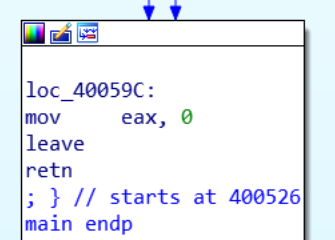 loc_40059C:
mov     eax, 0
leave
retn
; } // starts at 400526
main endp